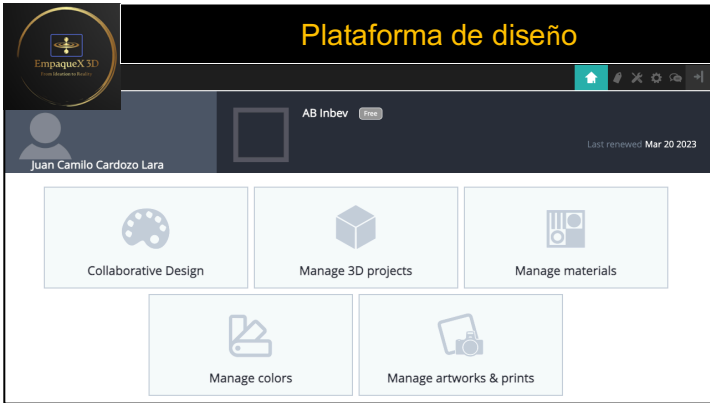 Plataforma de diseño
EmpaqueX 3D
From Ideation to Reality
AB Inbev Free
Last renewed Mar 20 2023
Juan Camilo Cardozo Lara
Collaborative Design
Manage 3D projects
Manage materials
Manage colors
Manage artworks & prints